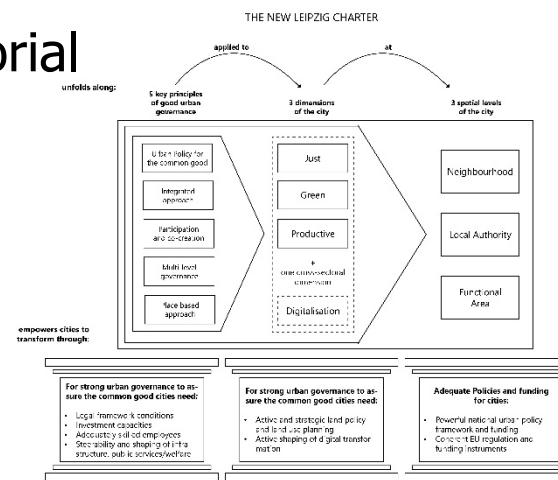 orial
THE NEW LEIPZIG CHARTER
applied to
at
unfolds along:
5 key principles
of good urban
governance
3 dimensions
of the city
3 spatial levels
of the city
Urban Policy for
the common good
Integrated
approach
Participation
and co-creation
Multi-level
governance
Place based
approach
Just
Green
Productive
+
one cross-sectoral
dimension
Digitalisation
Neighbourhood
Local Authority
Functional
Area
empowers cities to
transform through:
For strong urban governance to as-
sure the common good cities need:
• Legal framework conditions
• Investment capacities
• Adequately skilled employees
• Steerability and shaping of infra
structure, public services/welfare
For strong urban governance to as-
sure the common good cities need:
• Active and strategic land policy
and land use planning
• Active shaping of digital transfor
mation
Adequate Policies and funding
for cities:
• Powerful national urban policy
framework and funding
• Coherent EU regulation and
funding instruments